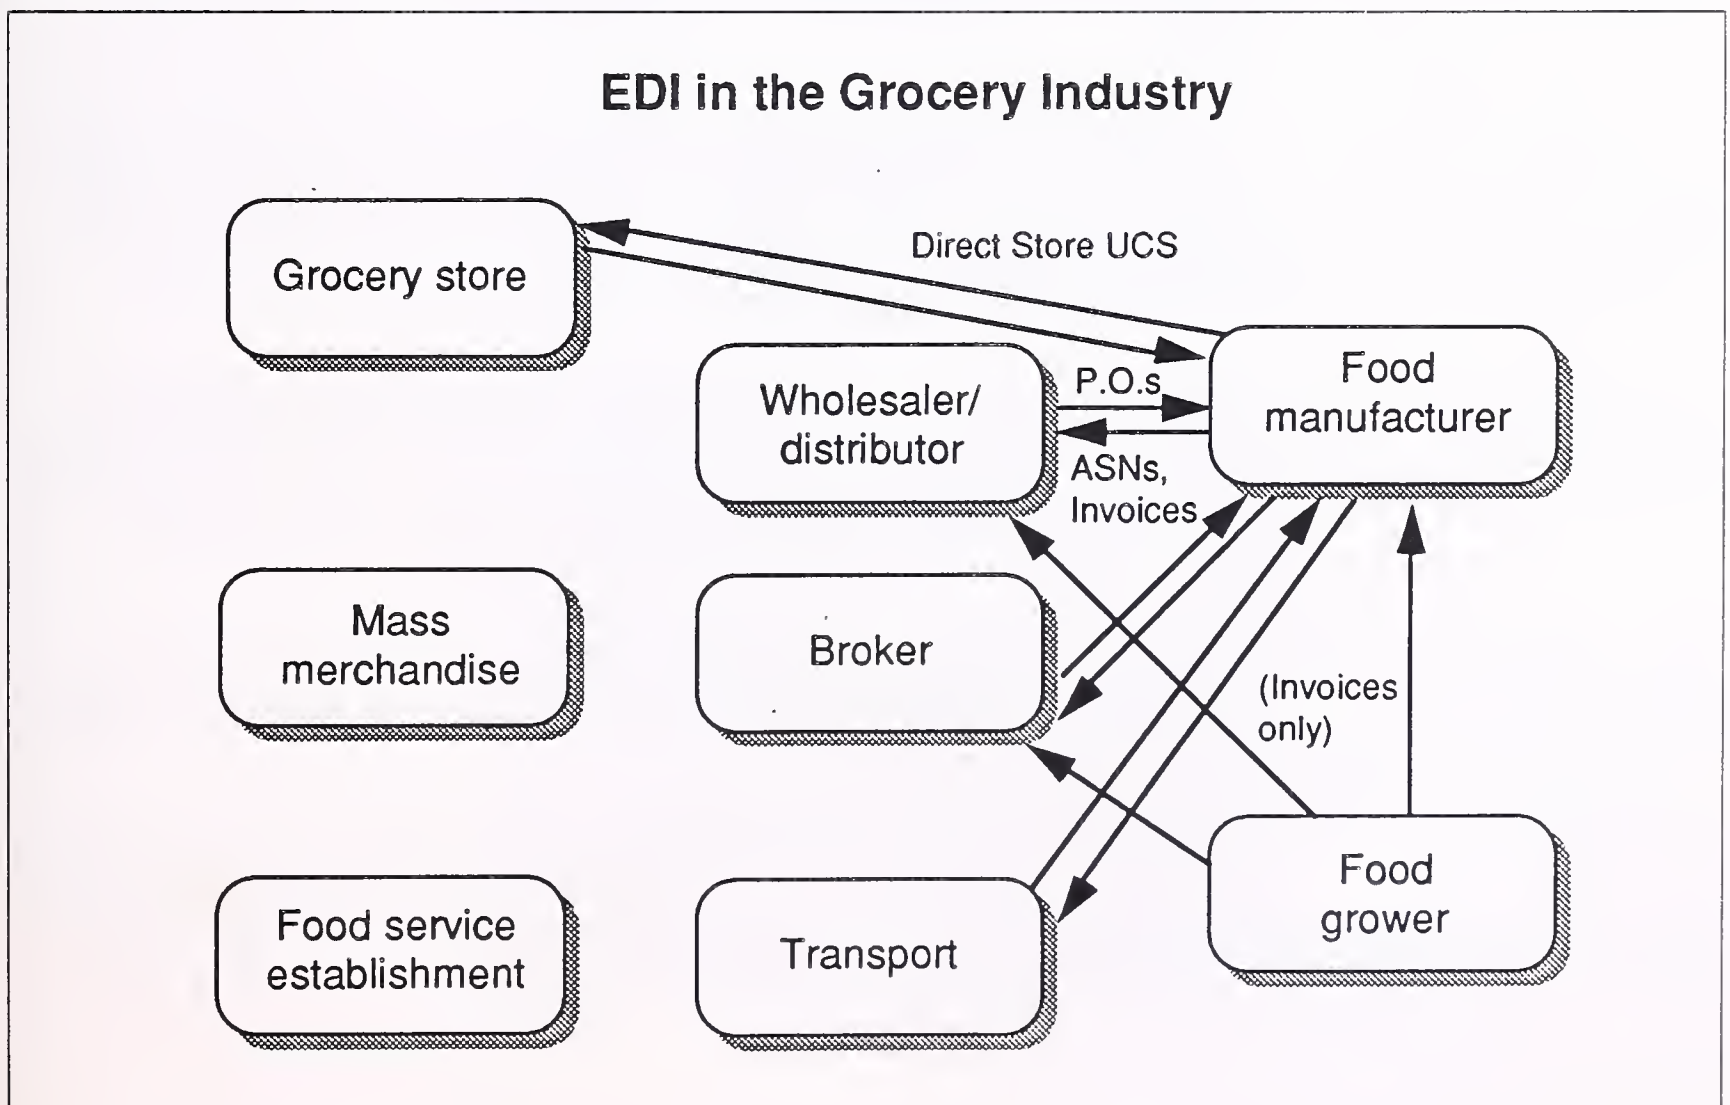 EDI in the Grocery Industry
Grocery store
Direct Store UCS
Food
manufacturer
Wholesaler/
distributor
P.O.s
ASNs,
Invoices
Mass
merchandise
Broker
(Invoices
only)
Food service
establishment
Transport
Food
grower